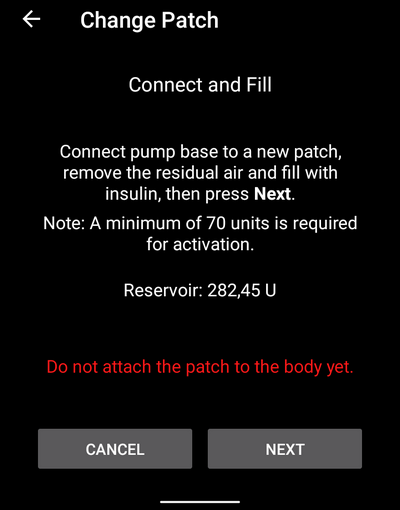 Change Patch
Connect and Fill
Connect pump base to a new patch,
remove the residual air and fill with
insulin, then press Next.
Note: A minimum of 70 units is required
for activation.
Reservoir: 282,45 U
Do not attach the patch to the body yet.
CANCEL
NEXT